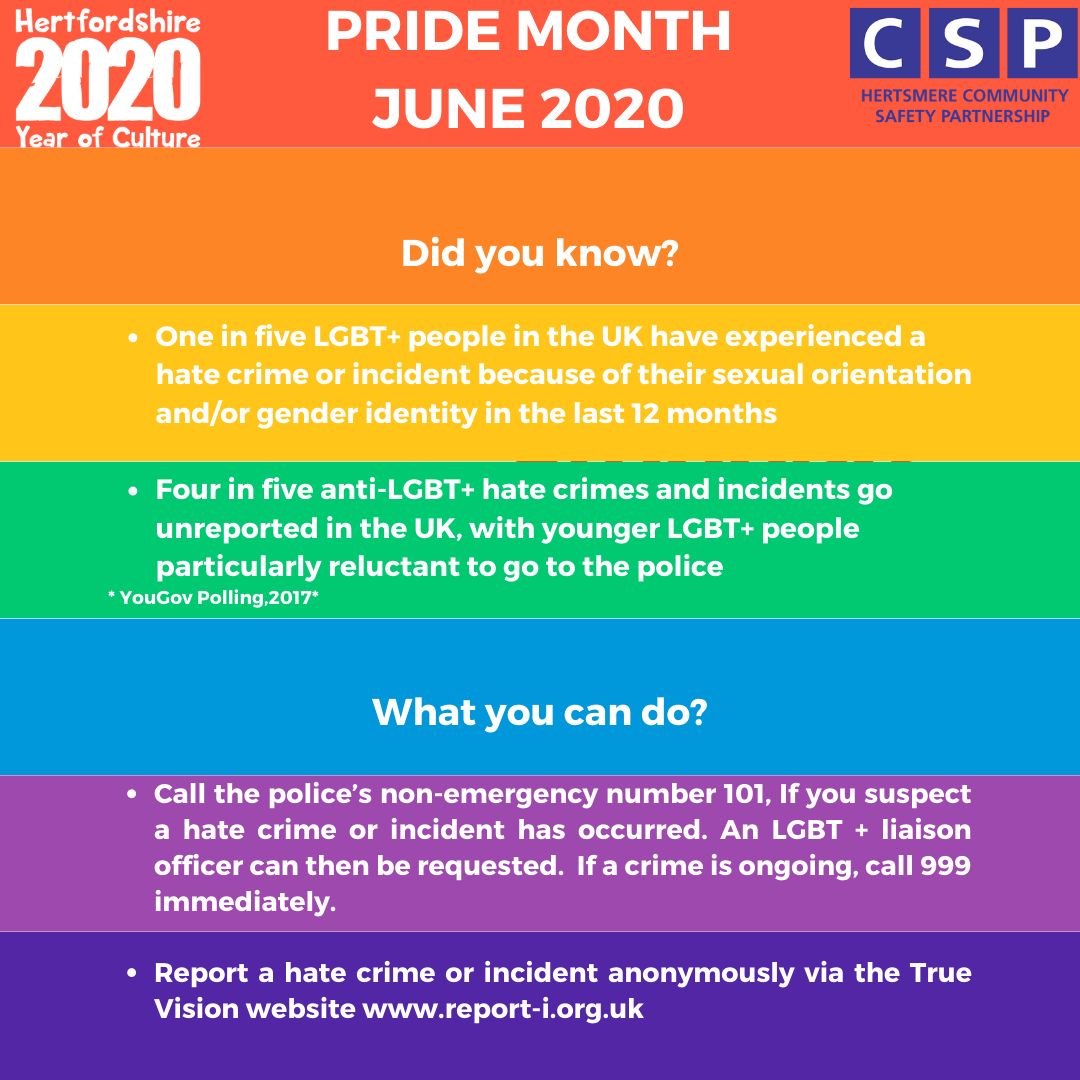 Hertfordshire
2020
Year of Culture
PRIDE MONTH
JUNE 2020
CSP
HERTSMERE COMMUNITY
SAFETY PARTNERSHIP
Did you know?
• One in five LGBT+ people in the UK have experienced a
hate crime or incident because of their sexual orientation
and/or gender identity in the last 12 months
• Four in five anti-LGBT+ hate crimes and incidents go
unreported in the UK, with younger LGBT+ people
particularly reluctant to go to the police
* YouGov Polling,2017*
What you can do?
• Call the police’s non-emergency number 101, If you suspect
a hate crime or incident has occurred. An LGBT + liaison
officer can then be requested. If a crime is ongoing, call 999
immediately.
• Report a hate crime or incident anonymously via the True
Vision website www.report-i.org.uk